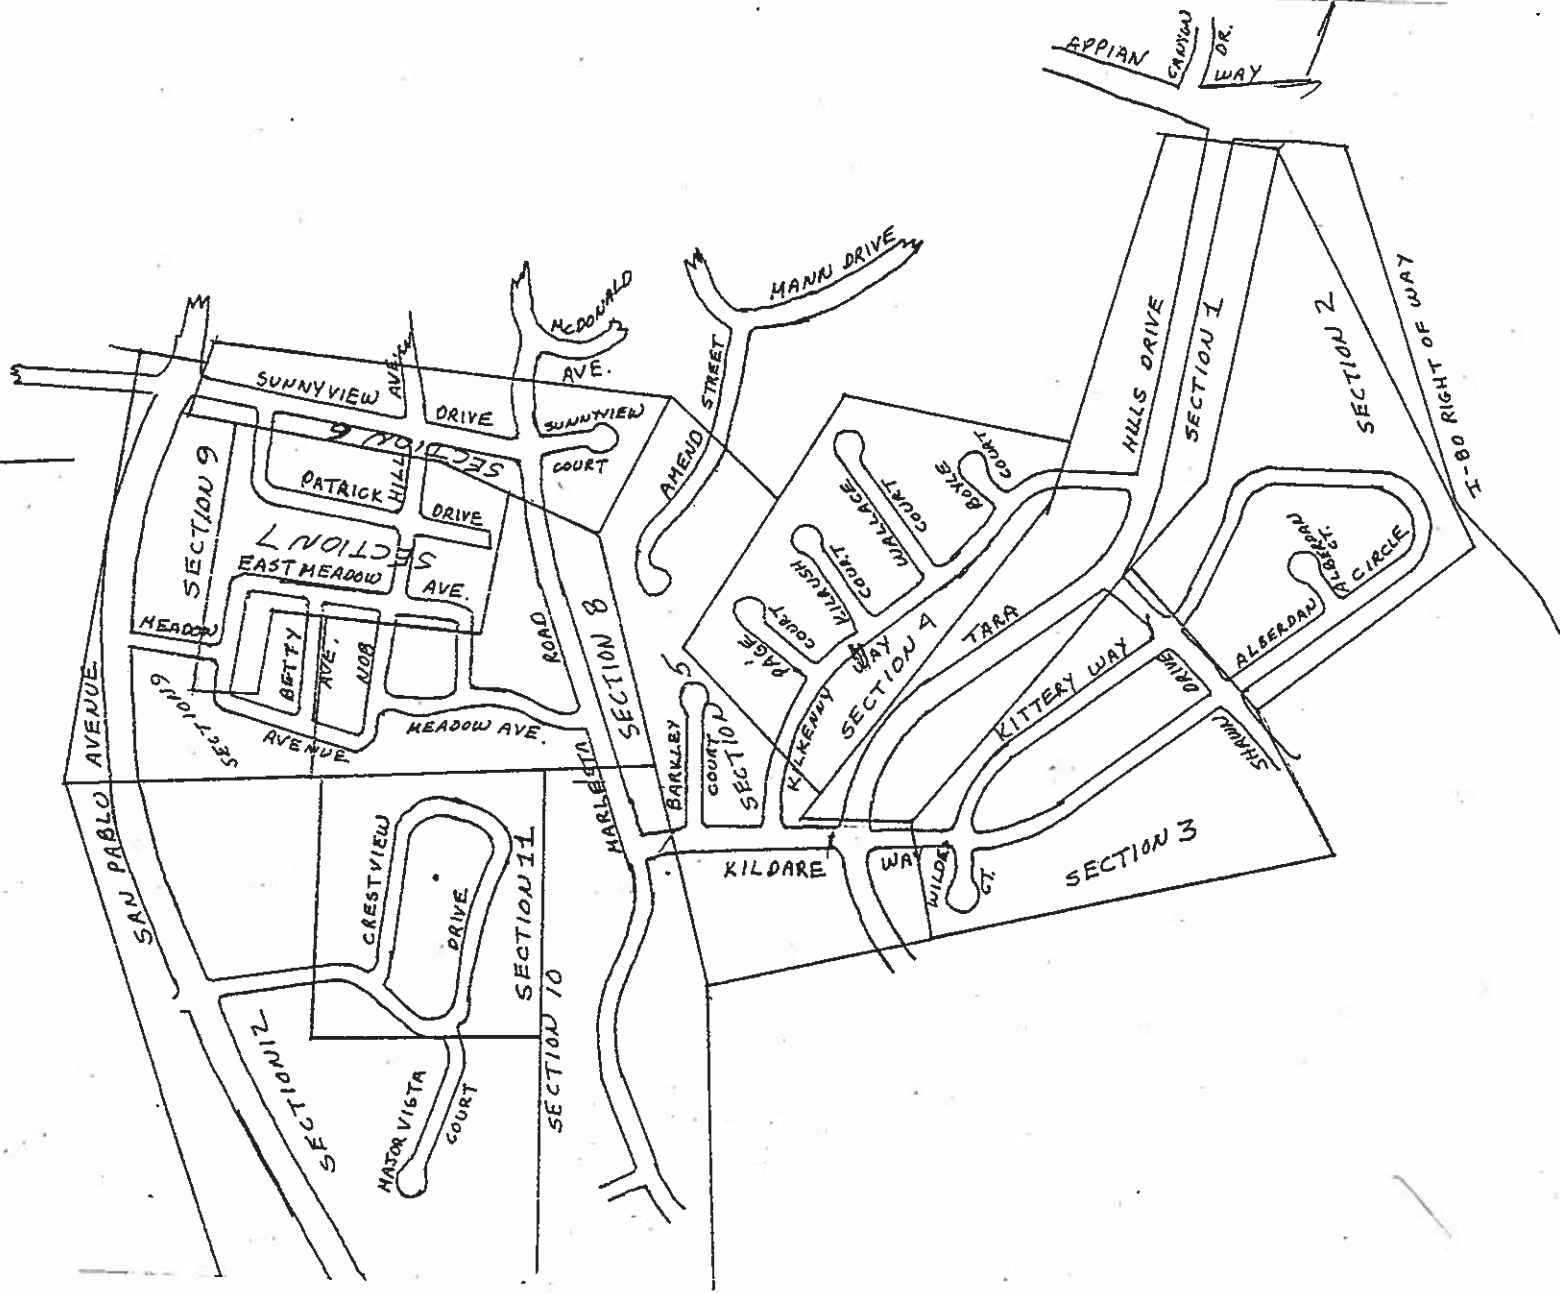 APPIAN
CANYON
DR.
WAY
MANN DRIVE
MCDONALD
AVE.
STREET
AMEND
HILLS DRIVE
SECTION 1
SECTION 2
I-80 RIGHT OF WAY
SUNNYVIEW
AVE.
DRIVE
SUNNYVIEW
COURT
SECTION 6
SECTION 9
PATRICK
HILL
DRIVE
SECTION 7
EAST MEADOW
AVE.
MEADOW
BETTY
AVE.
NOB
ROAD
SECTION 8
SECTION 9
AVENUE
MEADOW AVE.
AVENUE
SAN PABLO
MARLESTA
WALLACE
COURT
BOYLE
COURT
KILRUSH
COURT
PAGE
COURT
KILKENNY
WAY
SECTION 4
TARA
BARKLEY
COURT
SECTION
5
KITTERY WAY
ALBERDAN
CIRCLE
ALBERDAN
CT.
SHAWN
DRIVE
KILDARE
WAY
CT.
SECTION 3
CRESTVIEW
DRIVE
SECTION 11
SECTION 10
SECTION 12
MAJOR VISTA
COURT